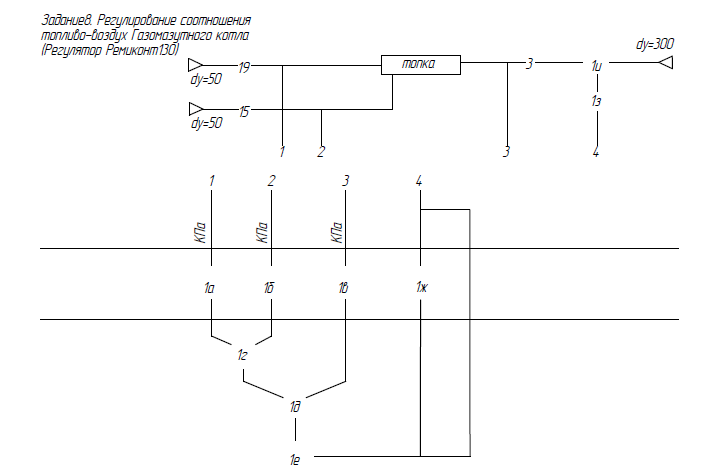 Задание8. Регулирование соотношения
топливо-воздух Газомазутного котла
(Регулятор Ремиконт130)
dy=300
19
топка
3
1и
dy=50
15
1з
dy=50
1
2
3
4
1
2
3
4
КПа
КПа
КПа
1а
1б
1в
1ж
1г
1д
1е